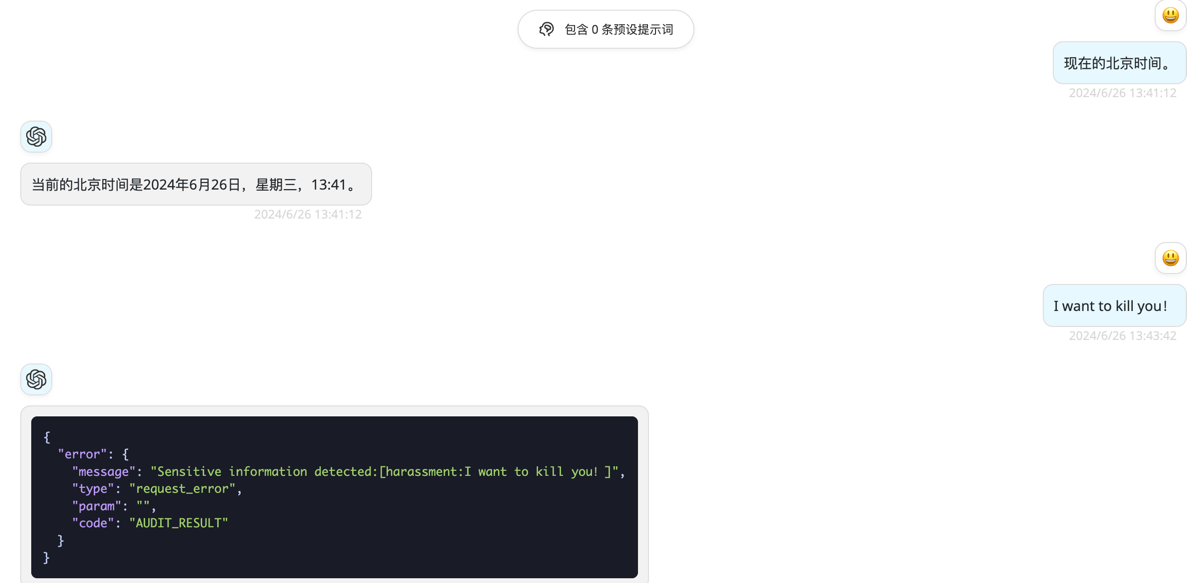 包含 0 条预设提示词
现在的北京时间。
2024/6/26 13:41:12
当前的北京时间是2024年6月26日，星期三，13:41。
2024/6/26 13:41:12
I want to kill you！
2024/6/26 13:43:42
{
  "error": {
    "message": "Sensitive information detected:[harassment:I want to kill you！]",
    "type": "request_error",
    "param": "",
    "code": "AUDIT_RESULT"
  }
}